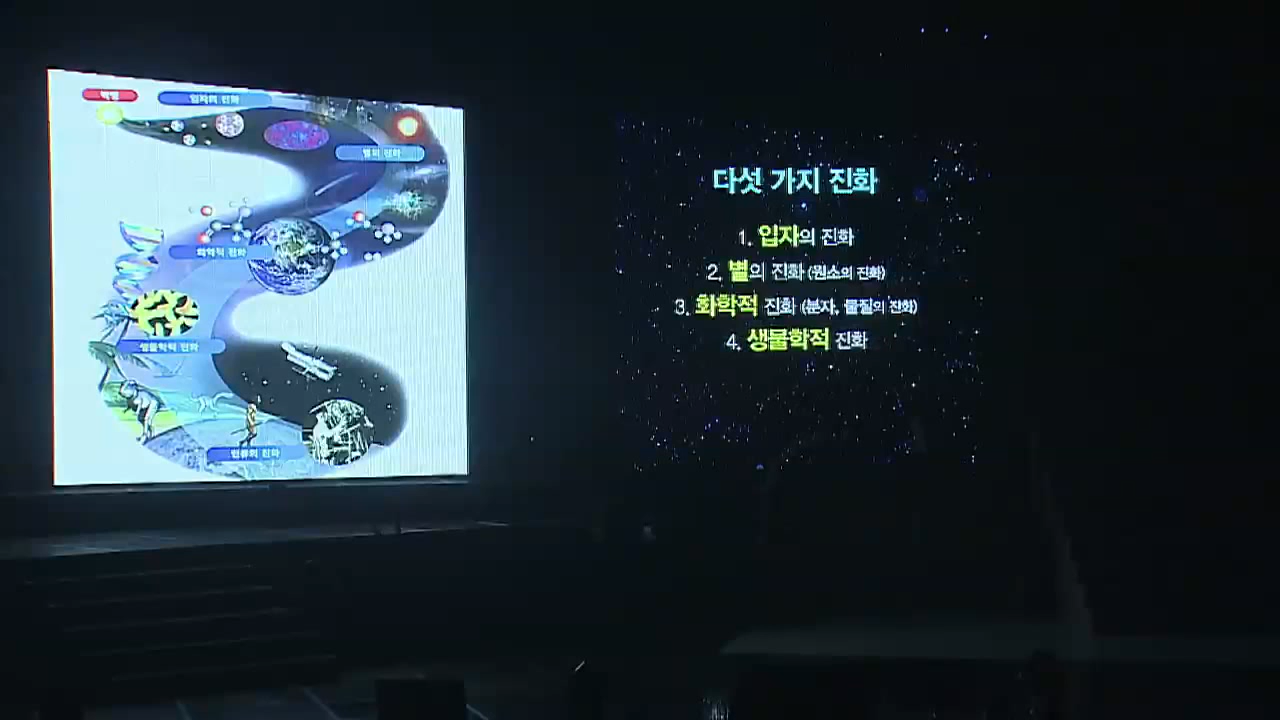 빅뱅
입자의 진화
별의 진화
화학적 진화
생물학적 진화
인류의 진화
다섯 가지 진화
1. 입자의 진화
2. 별의 진화 (원소의 진화)
3. 화학적 진화 (분자, 물질의 진화)
4. 생물학적 진화